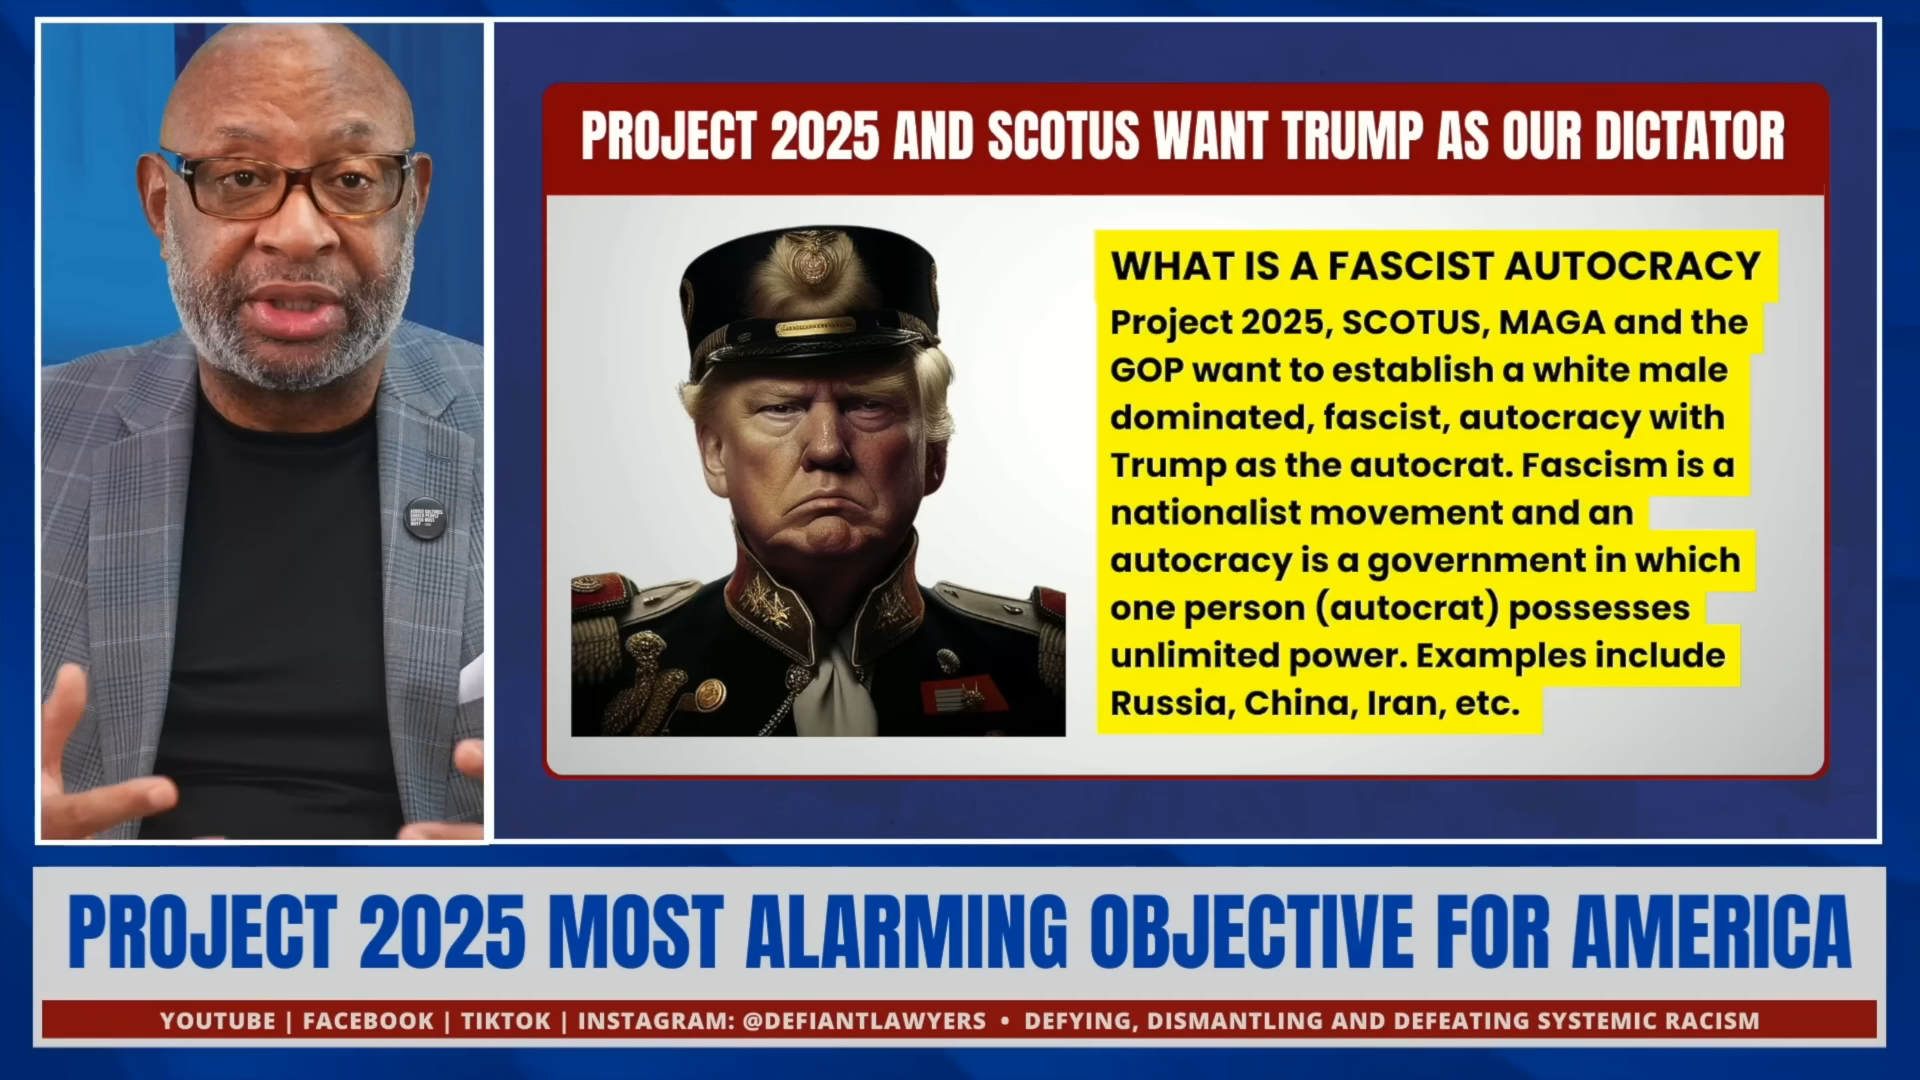 PROJECT 2025 AND SCOTUS WANT TRUMP AS OUR DICTATOR
WHAT IS A FASCIST AUTOCRACY
Project 2025, SCOTUS, MAGA and the
GOP want to establish a white male
dominated, fascist, autocracy with
Trump as the autocrat. Fascism is a
nationalist movement and an
autocracy is a government in which
one person (autocrat) possesses
unlimited power. Examples include
Russia, China, Iran, etc.
PROJECT 2025 MOST ALARMING OBJECTIVE FOR AMERICA
YOUTUBE | FACEBOOK | TIKTOK | INSTAGRAM: @DEFIANTLAWYERS • DEFYING, DISMANTLING AND DEFEATING SYSTEMIC RACISM